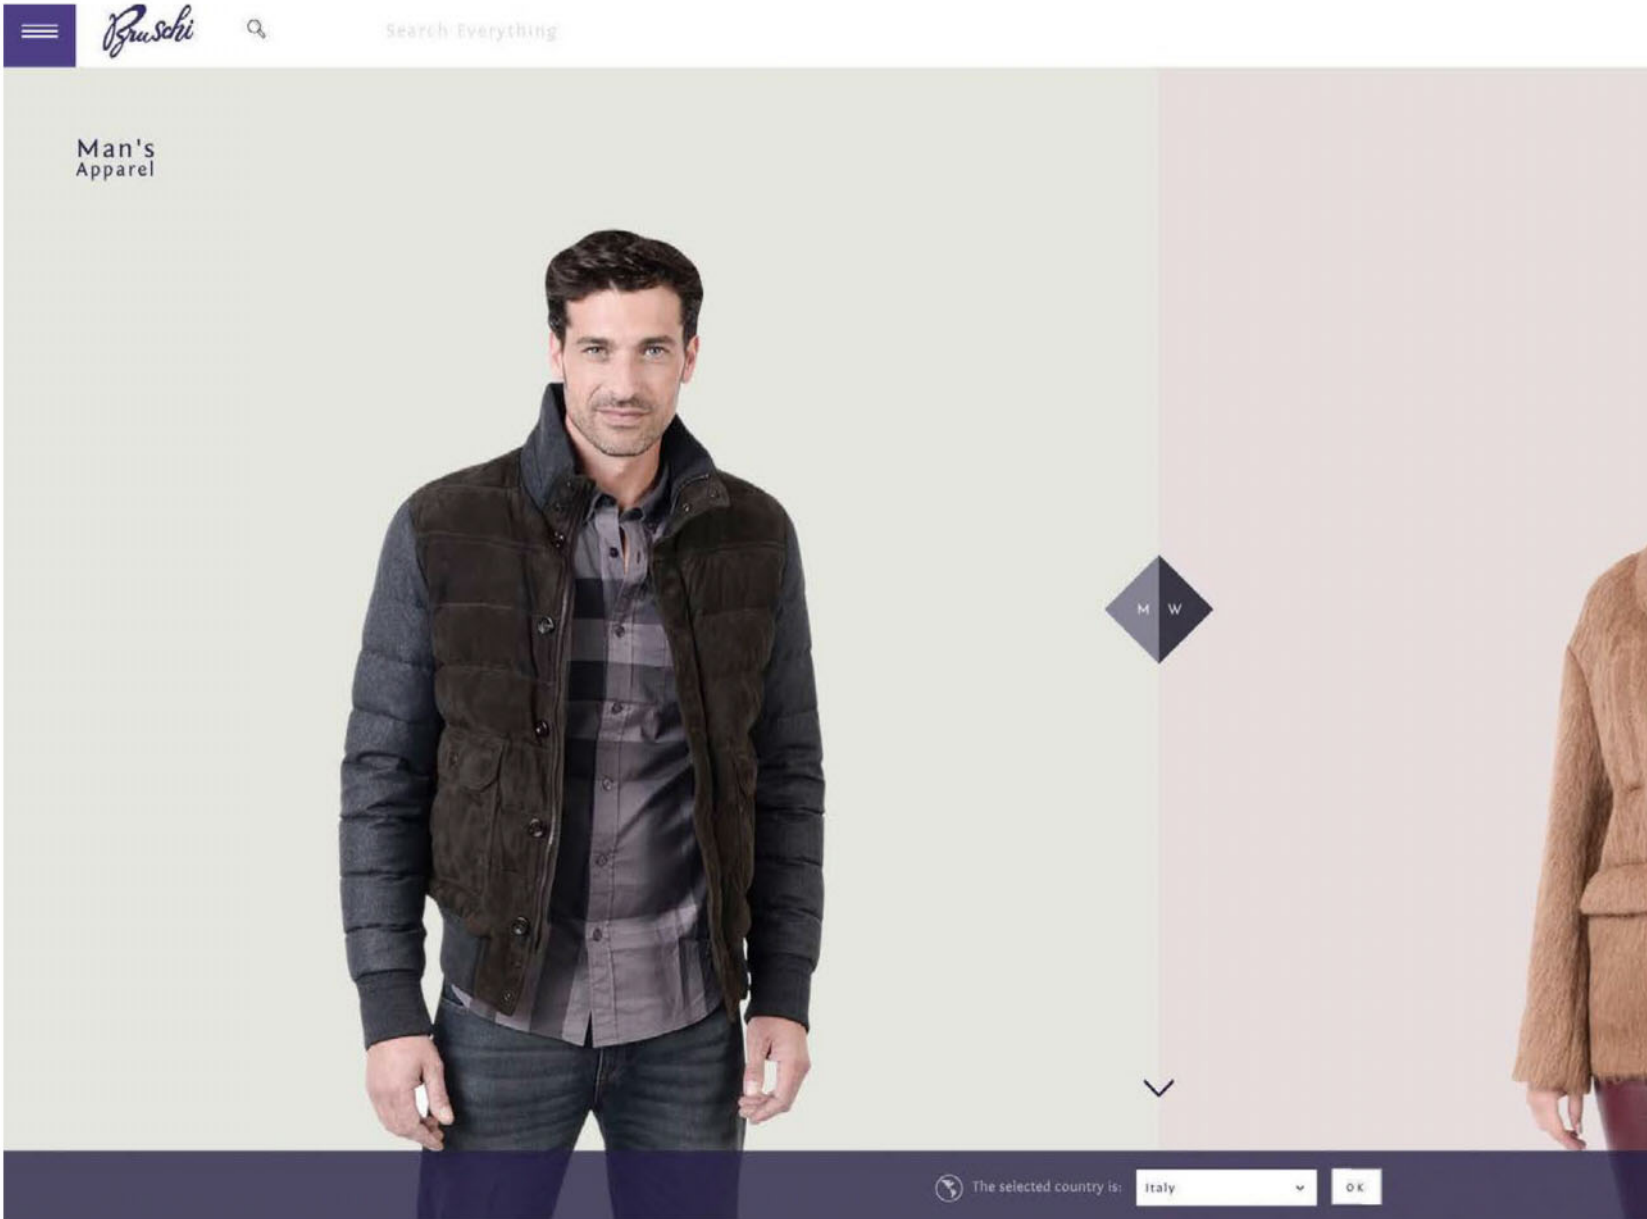 Bruschi
Search Everything
Man's
Apparel
M W
The selected country is:
Italy
OK